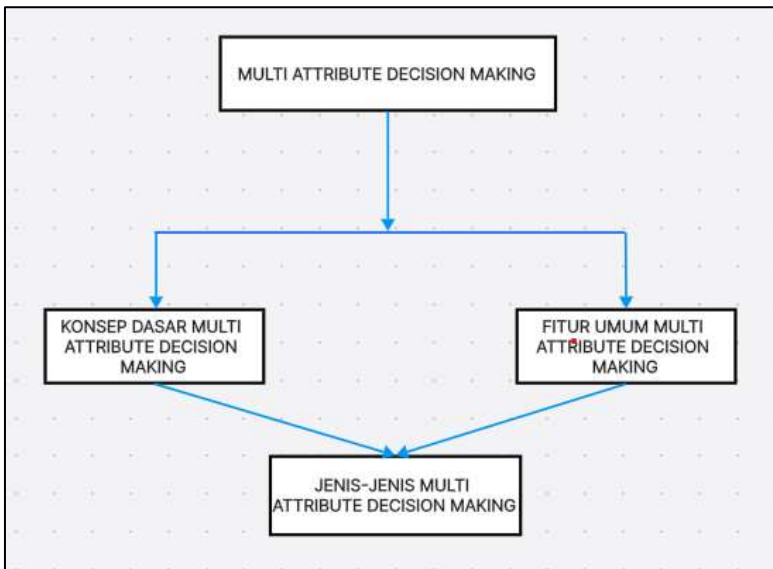 MULTI ATTRIBUTE DECISION MAKING
KONSEP DASAR MULTI
ATTRIBUTE DECISION
MAKING
FITUR UMUM MULTI
ATTRIBUTE DECISION
MAKING
JENIS-JENIS MULTI
ATTRIBUTE DECISION MAKING